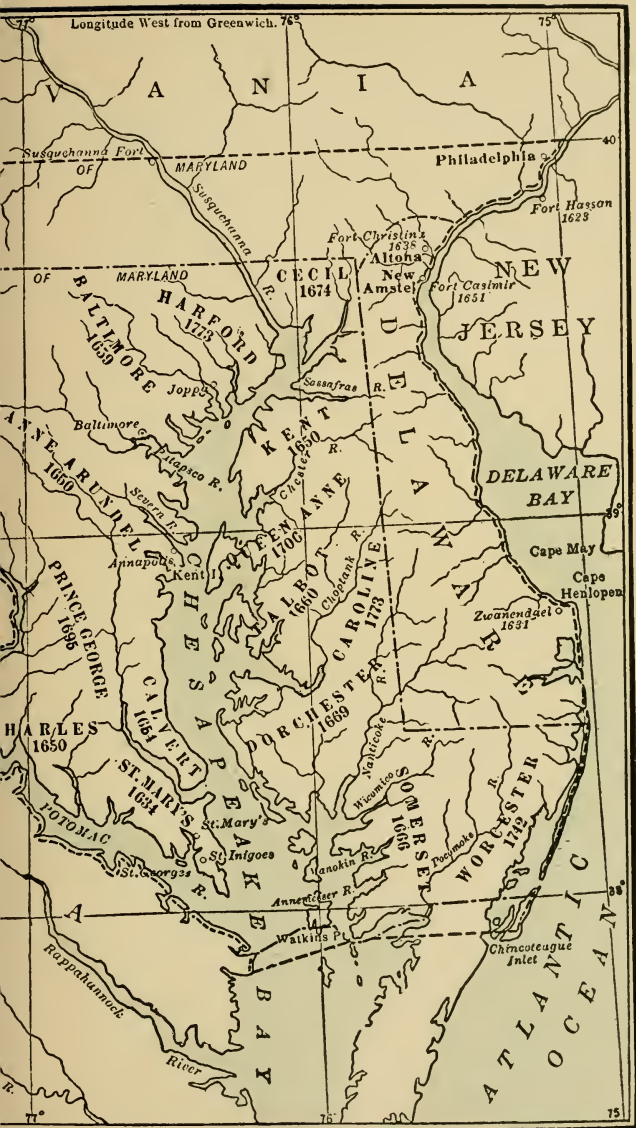 Longitude West from Greenwich.
77°
76°
75°
V A N I A
40
Susquehanna Fort
OF MARYLAND
Philadelphia
Susquehanna
R.
Fort Hassan
1623
Fort Christina
1638
Altona
New
Amstel
Fort Casimir
1651
NEW
JERSEY
OF MARYLAND
CECIL
1674
HARFORD
1773
BALTIMORE
1659
DELAWARE
Joppa
Sassafras R.
Baltimore
Patapsco R.
KENT
1650
Chester R.
ANNE ARUNDEL
1650
Severn R.
Annapolis
QUEEN ANNE
1706
Kent I.
DELAWARE
BAY
39
Cape May
Cape
Henlopen
Zwanendael
1631
TALBOT
1660
Choptank R.
CAROLINE
1773
PRINCE GEORGE
1695
CHESAPEAKE
BAY
CALVERT
1654
DORCHESTER
1669
Nanticoke
R.
HARLES
1650
ST. MARY'S
1634
St. Mary's
St. Inigoes
POTOMAC
R.
St. Georges
Wicumico
R.
SOMERSET
1666
WORCESTER
1742
Pocymoke
R.
Manokin R.
Annemesser R.
38°
A
Watkins Pt.
Chincoteague
Inlet
Rappahannock
River
ATLANTIC
OCEAN
R.
77°
76°
75